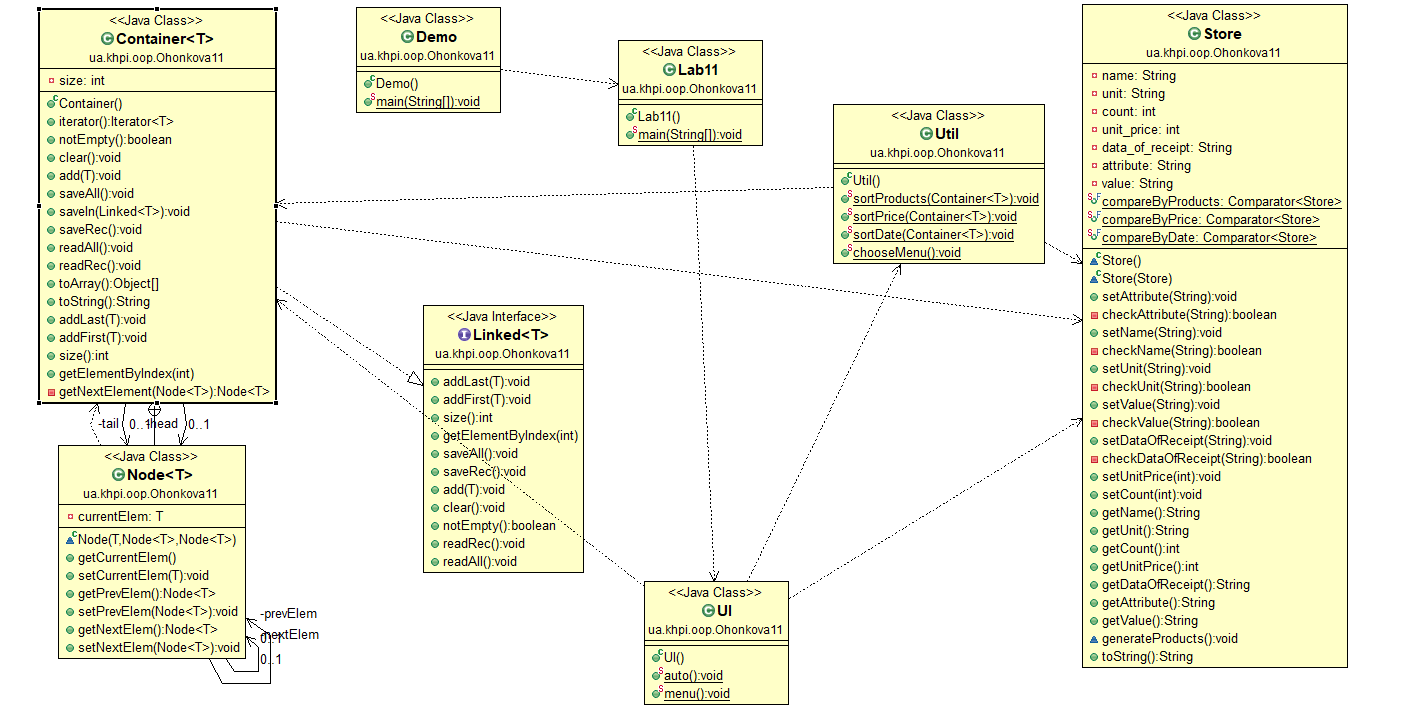 <<Java Class>>
Container<T>
ua.khpi.oop.Ohonkova11
size: int
Container()
iterator():Iterator<T>
notEmpty():boolean
clear():void
add(T):void
saveAll():void
saveIn(Linked<T>):void
saveRec():void
readAll():void
readRec():void
toArray():Object[]
toString():String
addLast(T):void
addFirst(T):void
size():int
getElementByIndex(int)
getNextElement(Node<T>):Node<T>
-tail
0..1
-head
0..1
<<Java Class>>
Node<T>
ua.khpi.oop.Ohonkova11
currentElem: T
Node(T,Node<T>,Node<T>)
getCurrentElem()
setCurrentElem(T):void
getPrevElem():Node<T>
setPrevElem(Node<T>):void
getNextElem():Node<T>
setNextElem(Node<T>):void
-prevElem
-nextElem
0..1
0..1
<<Java Class>>
Demo
ua.khpi.oop.Ohonkova11
Demo()
main(String[]):void
<<Java Interface>>
Linked<T>
ua.khpi.oop.Ohonkova11
addLast(T):void
addFirst(T):void
size():int
getElementByIndex(int)
saveAll():void
saveRec():void
add(T):void
clear():void
notEmpty():boolean
readRec():void
readAll():void
<<Java Class>>
Lab11
ua.khpi.oop.Ohonkova11
Lab11()
main(String[]):void
<<Java Class>>
UI
ua.khpi.oop.Ohonkova11
UI()
auto():void
menu():void
<<Java Class>>
Util
ua.khpi.oop.Ohonkova11
Util()
sortProducts(Container<T>):void
sortPrice(Container<T>):void
sortDate(Container<T>):void
chooseMenu():void
<<Java Class>>
Store
ua.khpi.oop.Ohonkova11
name: String
unit: String
count: int
unit_price: int
data_of_receipt: String
attribute: String
value: String
compareByProducts: Comparator<Store>
compareByPrice: Comparator<Store>
compareByDate: Comparator<Store>
Store()
Store(Store)
setAttribute(String):void
checkAttribute(String):boolean
setName(String):void
checkName(String):boolean
setUnit(String):void
checkUnit(String):boolean
setValue(String):void
checkValue(String):boolean
setDataOfReceipt(String):void
checkDataOfReceipt(String):boolean
setUnitPrice(int):void
setCount(int):void
getName():String
getUnit():String
getCount():int
getUnitPrice():int
getDataOfReceipt():String
getAttribute():String
getValue():String
generateProducts():void
toString():String